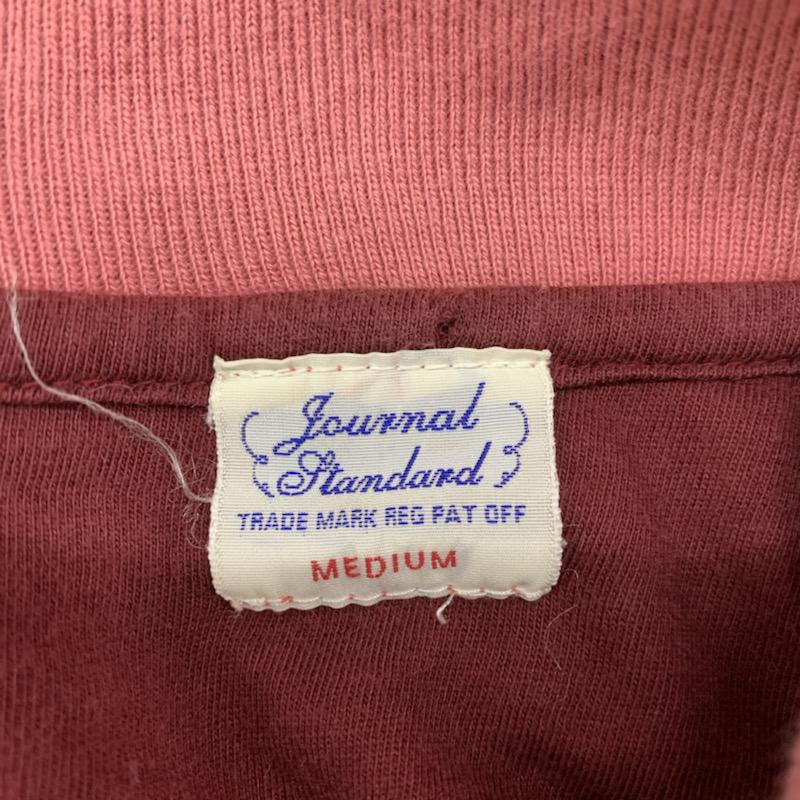 Journal
Standard
TRADE MARK REG PAT OFF
MEDIUM